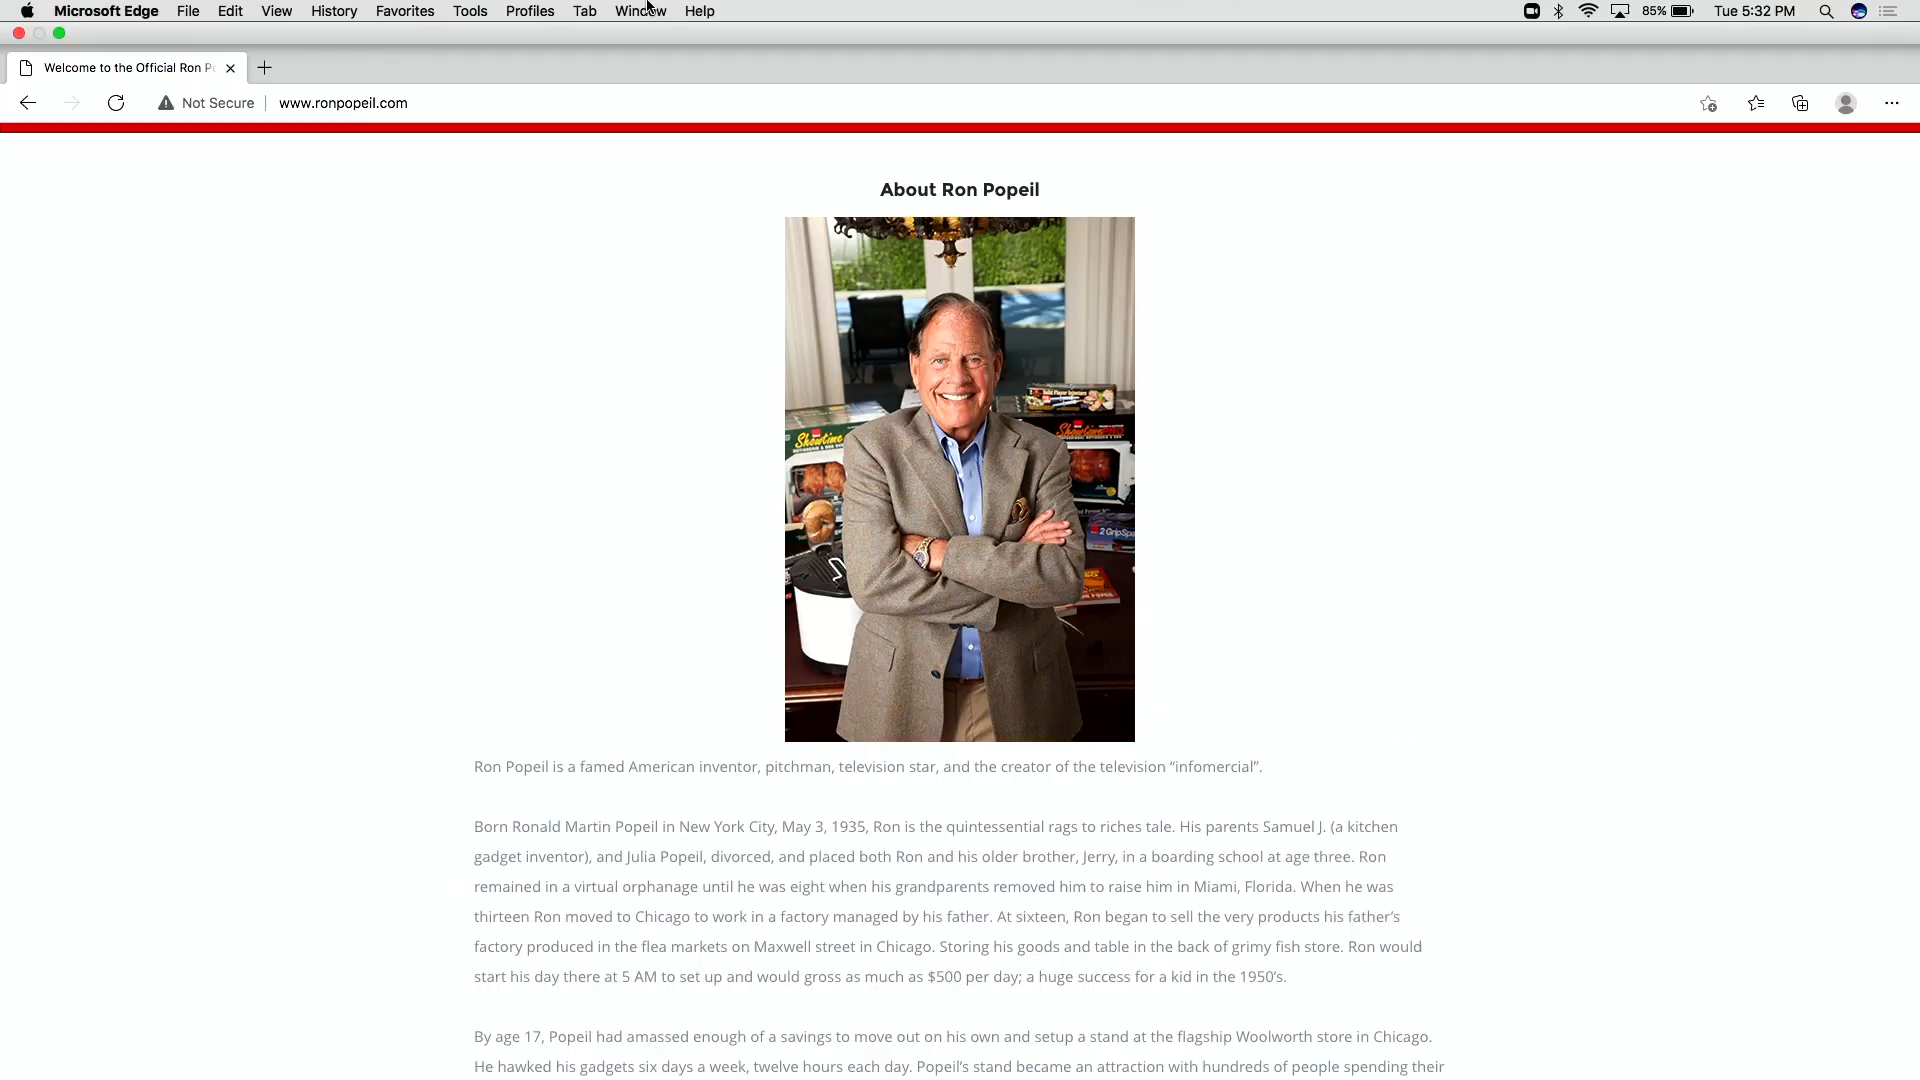 Microsoft Edge File Edit View History Favorites Tools Profiles Tab Window Help 85% Tue 5:32 PM
Welcome to the Official Ron P
Not Secure www.ronpopeil.com
About Ron Popeil
Showtime
Showtime
2 Grip
Ron Popeil is a famed American inventor, pitchman, television star, and the creator of the television “infomercial”.
Born Ronald Martin Popeil in New York City, May 3, 1935, Ron is the quintessential rags to riches tale. His parents Samuel J. (a kitchen
gadget inventor), and Julia Popeil, divorced, and placed both Ron and his older brother, Jerry, in a boarding school at age three. Ron
remained in a virtual orphanage until he was eight when his grandparents removed him to raise him in Miami, Florida. When he was
thirteen Ron moved to Chicago to work in a factory managed by his father. At sixteen, Ron began to sell the very products his father’s
factory produced in the flea markets on Maxwell street in Chicago. Storing his goods and table in the back of grimy fish store. Ron would
start his day there at 5 AM to set up and would gross as much as $500 per day; a huge success for a kid in the 1950’s.
By age 17, Popeil had amassed enough of a savings to move out on his own and setup a stand at the flagship Woolworth store in Chicago.
He hawked his gadgets six days a week, twelve hours each day. Popeil’s stand became an attraction with hundreds of people spending their